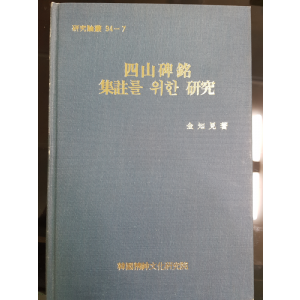 研究論叢 94-7
四山碑銘
集註를 위한 研究
金知見 著
韓國精神文化研究院